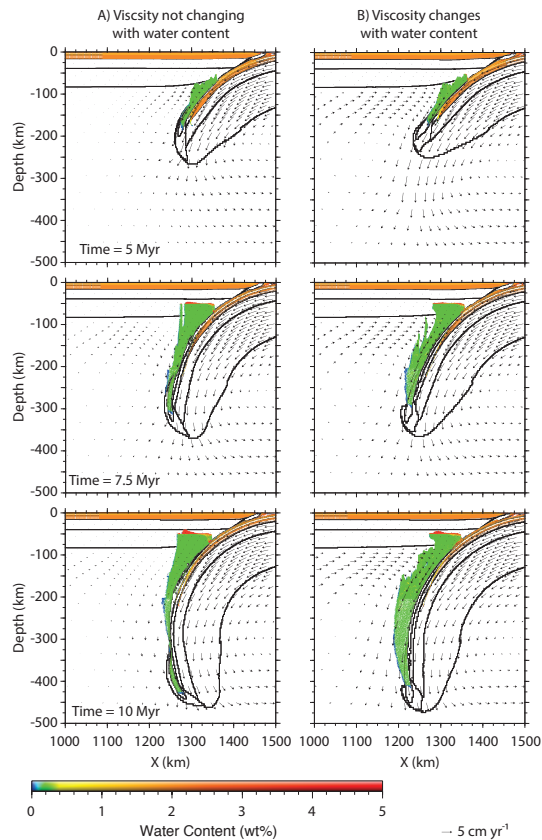 A) Viscsity not changing
with water content
B) Viscosity changes
with water content
0
-100
-200
-300
-400
-500
Depth (km)
Time = 5 Myr
0
-100
-200
-300
-400
-500
Depth (km)
Time = 7.5 Myr
0
-100
-200
-300
-400
-500
Depth (km)
Time = 10 Myr
1000 1100 1200 1300 1400 1500
X (km)
1000 1100 1200 1300 1400 1500
X (km)
0 1 2 3 4 5
Water Content (wt%)
→ 5 cm yr⁻¹